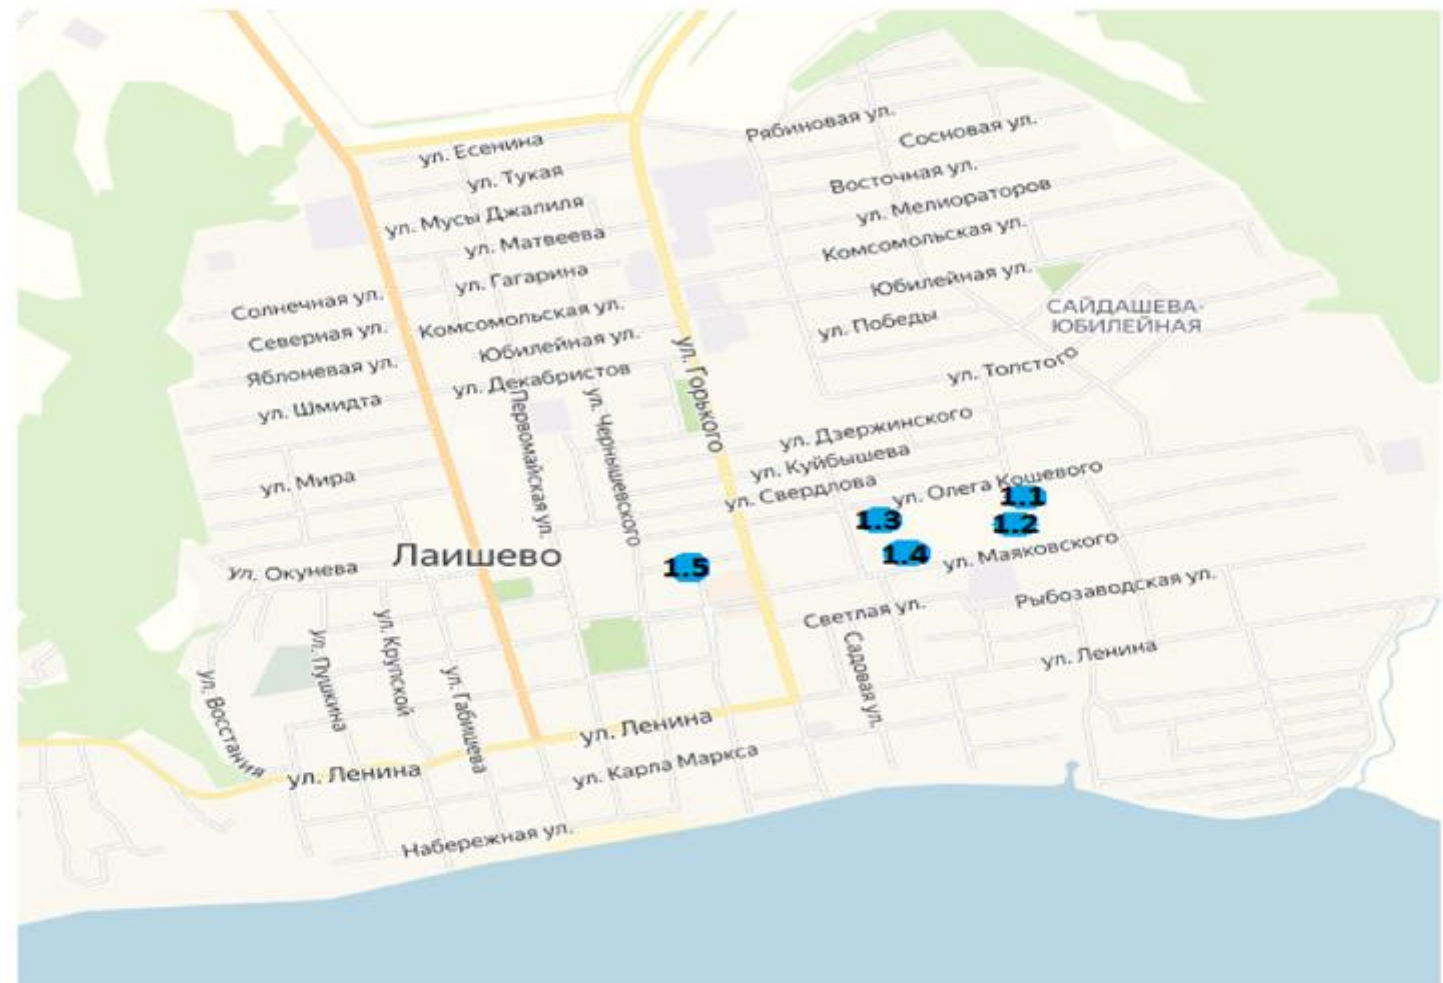 Рябиновая ул.
Сосновая ул.
ул. Есенина
ул. Тукая
Восточная ул.
ул. Мусы Джалиля
ул. Мелиораторов
ул. Матвеева
Комсомольская ул.
ул. Гагарина
Юбилейная ул.
Солнечная ул.
Комсомольская ул.
САЙДАШЕВА-
ЮБИЛЕЙНАЯ
Северная ул.
Юбилейная ул.
ул. Победы
Яблоневая ул.
ул. Декабристов
ул. Горького
ул. Толстого
ул. Шмидта
Первомайская ул.
ул. Чернышевского
ул. Дзержинского
ул. Куйбышева
ул. Мира
ул. Свердлова
ул. Олега Кошевого
1.1
1.3
1.2
Лаишево
1.5
1.4
ул. Маяковского
ул. Окунева
Рыбозаводская ул.
Светлая ул.
ул. Крупской
ул. Пушкина
Садовая ул.
ул. Ленина
ул. Восстания
ул. Габишева
ул. Ленина
ул. Ленина
ул. Карла Маркса
Набережная ул.